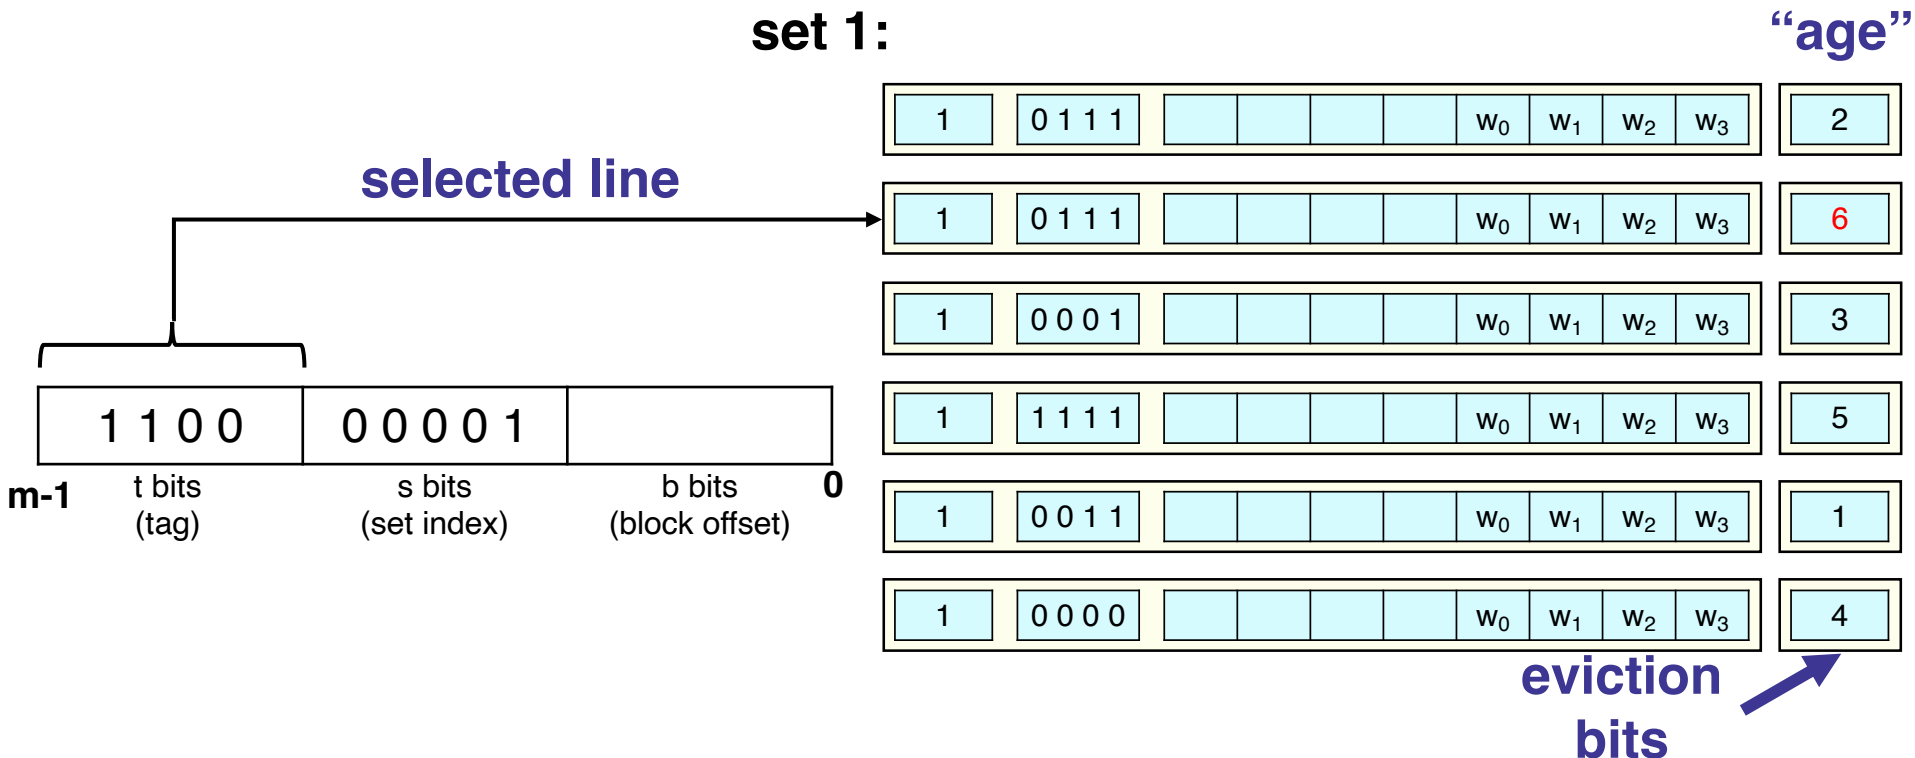 set 1:
“age”
1 0 1 1 1 w0 w1 w2 w3 2
selected line
1 0 1 1 1 w0 w1 w2 w3 6
1 0 0 0 1 w0 w1 w2 w3 3
1 1 1 1 1 w0 w1 w2 w3 5
1 1 0 0 0 0 0 0 1
m-1 t bits s bits b bits 0
(tag) (set index) (block offset)
1 0 0 1 1 w0 w1 w2 w3 1
1 0 0 0 0 w0 w1 w2 w3 4
eviction
bits